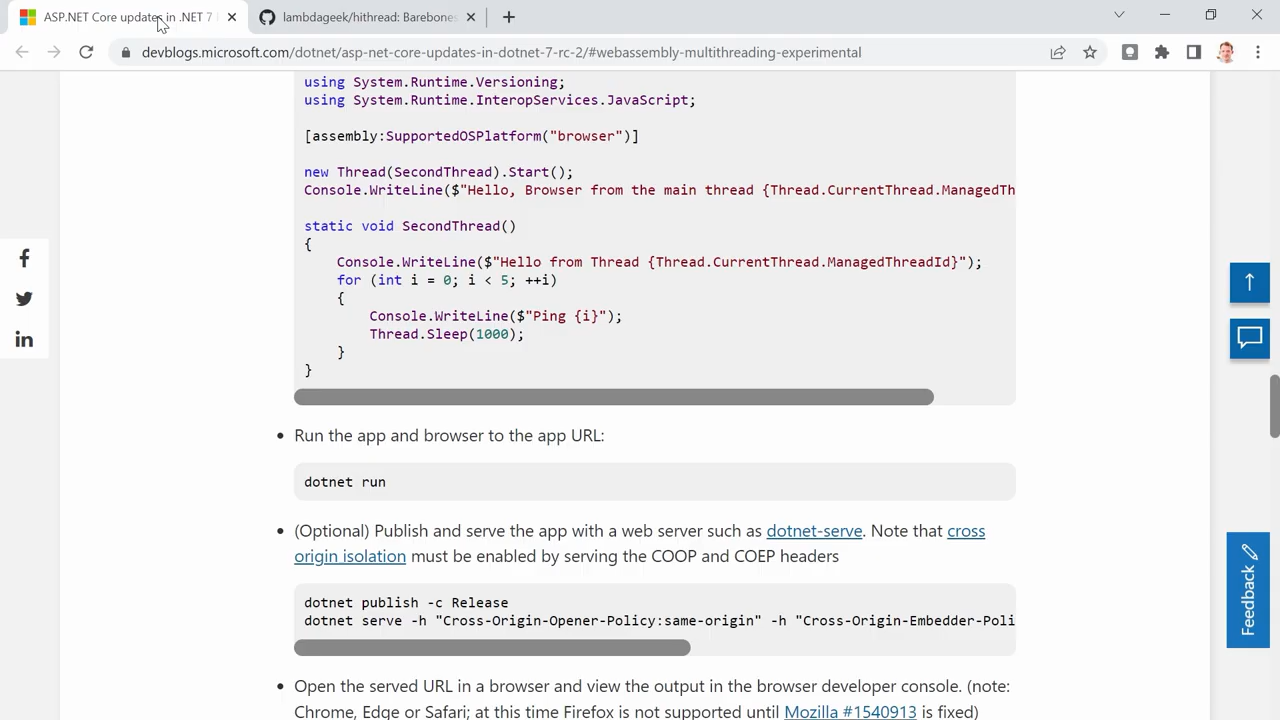 ASP.NET Core updates in .NET 7
lambdageek/hithread: Barebones
devblogs.microsoft.com/dotnet/asp-net-core-updates-in-dotnet-7-rc-2/#webassembly-multithreading-experimental
using System.Runtime.Versioning;
using System.Runtime.InteropServices.JavaScript;
[assembly:SupportedOSPlatform("browser")]
new Thread(SecondThread).Start();
Console.WriteLine($"Hello, Browser from the main thread {Thread.CurrentThread.ManagedTh
static void SecondThread()
{
Console.WriteLine($"Hello from Thread {Thread.CurrentThread.ManagedThreadId}");
for (int i = 0; i < 5; ++i)
{
Console.WriteLine($"Ping {i}");
Thread.Sleep(1000);
}
}
• Run the app and browser to the app URL:
dotnet run
• (Optional) Publish and serve the app with a web server such as dotnet-serve. Note that cross
origin isolation must be enabled by serving the COOP and COEP headers
dotnet publish -c Release
dotnet serve -h "Cross-Origin-Opener-Policy:same-origin" -h "Cross-Origin-Embedder-Poli
• Open the served URL in a browser and view the output in the browser developer console. (note:
Chrome, Edge or Safari; at this time Firefox is not supported until Mozilla #1540913 is fixed)
Feedback